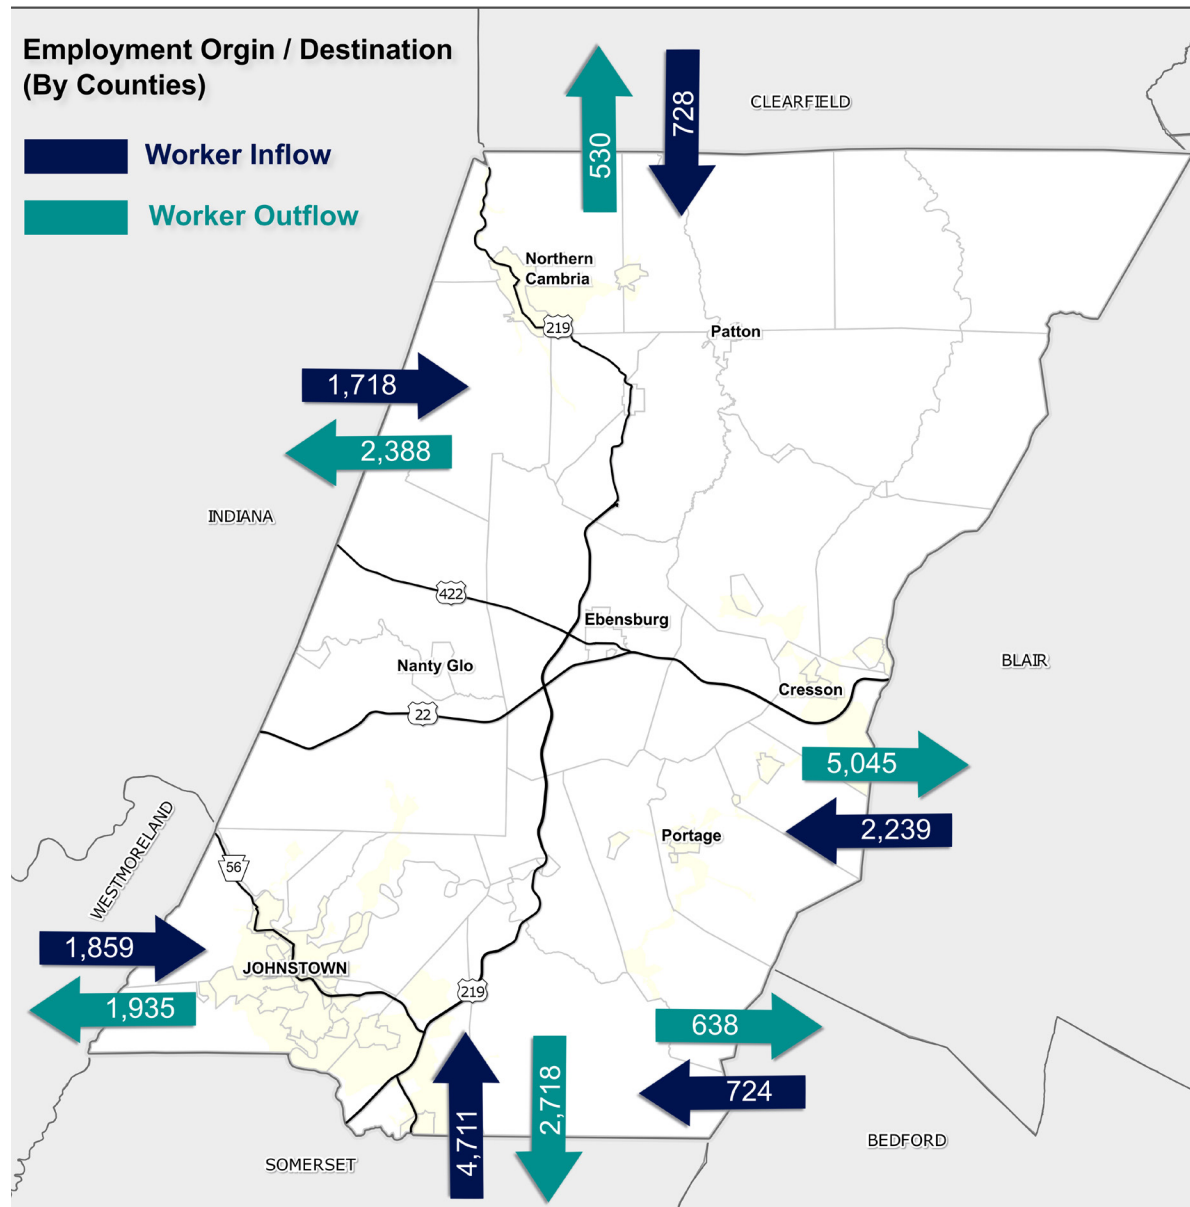 Employment Orgin / Destination
(By Counties)
Worker Inflow
Worker Outflow
530
728
CLEARFIELD
Northern
Cambria
219
Patton
1,718
2,388
INDIANA
422
Ebensburg
Nanty Glo
BLAIR
Cresson
22
5,045
2,239
Portage
WESTMORELAND
56
1,859
JOHNSTOWN
1,935
219
638
724
4,711
2,718
SOMERSET
BEDFORD